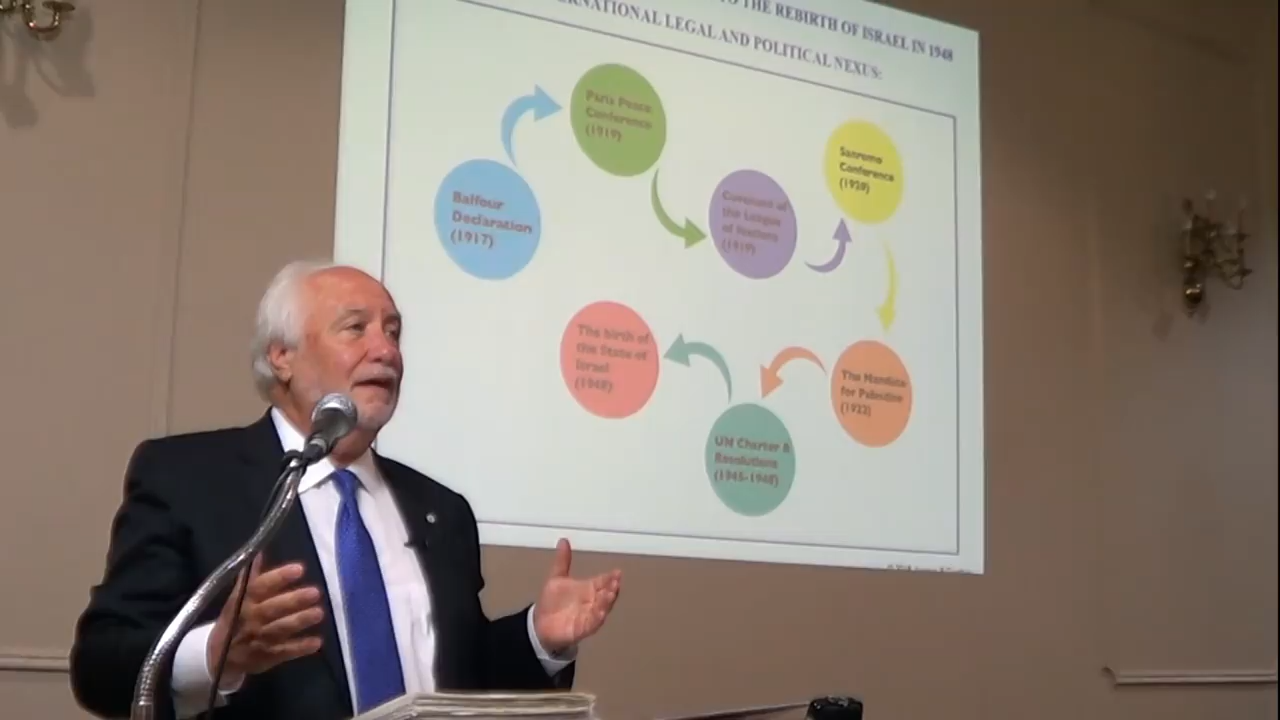 TO THE REBIRTH OF ISRAEL IN 1948
ERNATIONAL LEGAL AND POLITICAL NEXUS:
Balfour
Declaration
(1917)
Paris Peace
Conference
(1919)
Covenant of
the League
of Nations
(1919)
Sanremo
Conference
(1920)
The Mandate
for Palestine
(1922)
UN Charter &
Resolutions
(1945-1948)
The birth of
the State of
Israel
(1948)